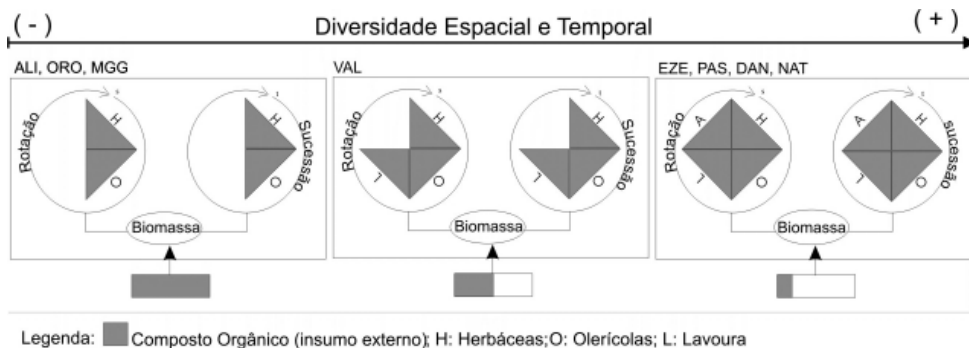 ( - ) Diversidade Espacial e Temporal ( + )
ALI, ORO, MGG
Rotação
s
H
O
t
H
O
Sucessão
Biomassa
VAL
Rotação
s
H
O
L
t
H
O
L
Sucessão
Biomassa
EZE, PAS, DAN, NAT
Rotação
s
A
H
L
O
t
A
H
L
O
sucessão
Biomassa
Legenda: Composto Orgânico (insumo externo); H: Herbáceas;O: Olerícolas; L: Lavoura